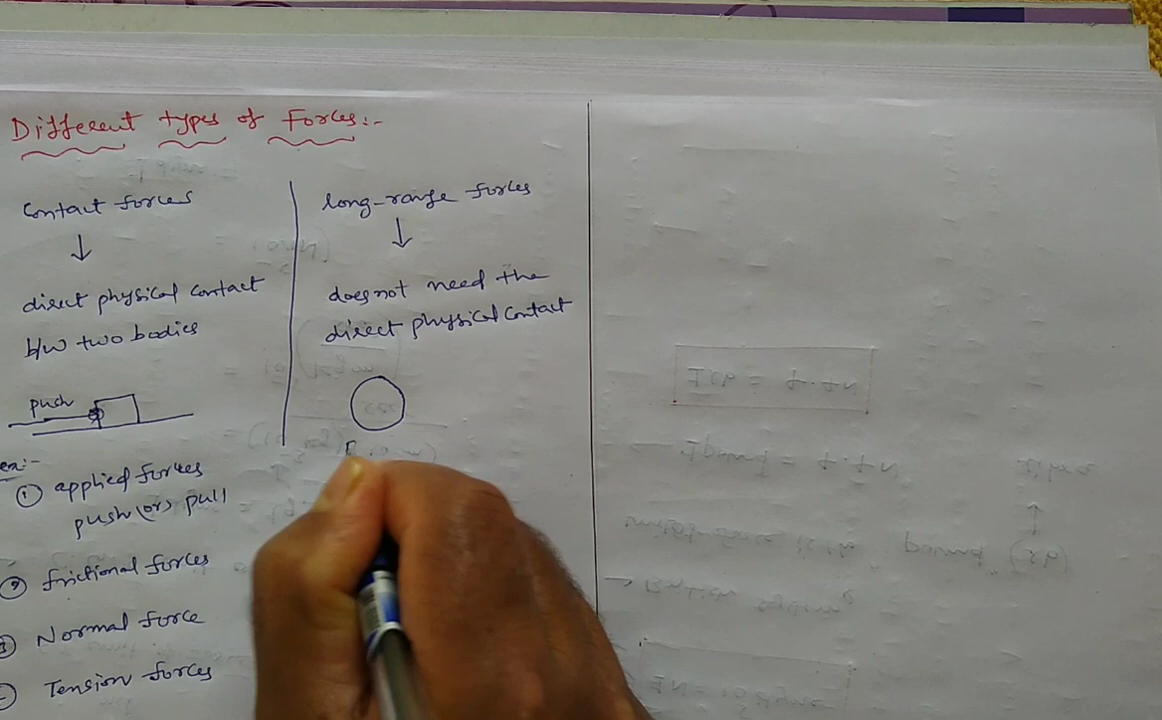 Different types of Forces:-
Contact forces
↓
direct physical contact
b/w two bodies
push
ex:-
① applied forces
push (or) pull
② frictional forces
③ Normal force
Tension forces
long-range forces
↓
does not need the
direct physical contact